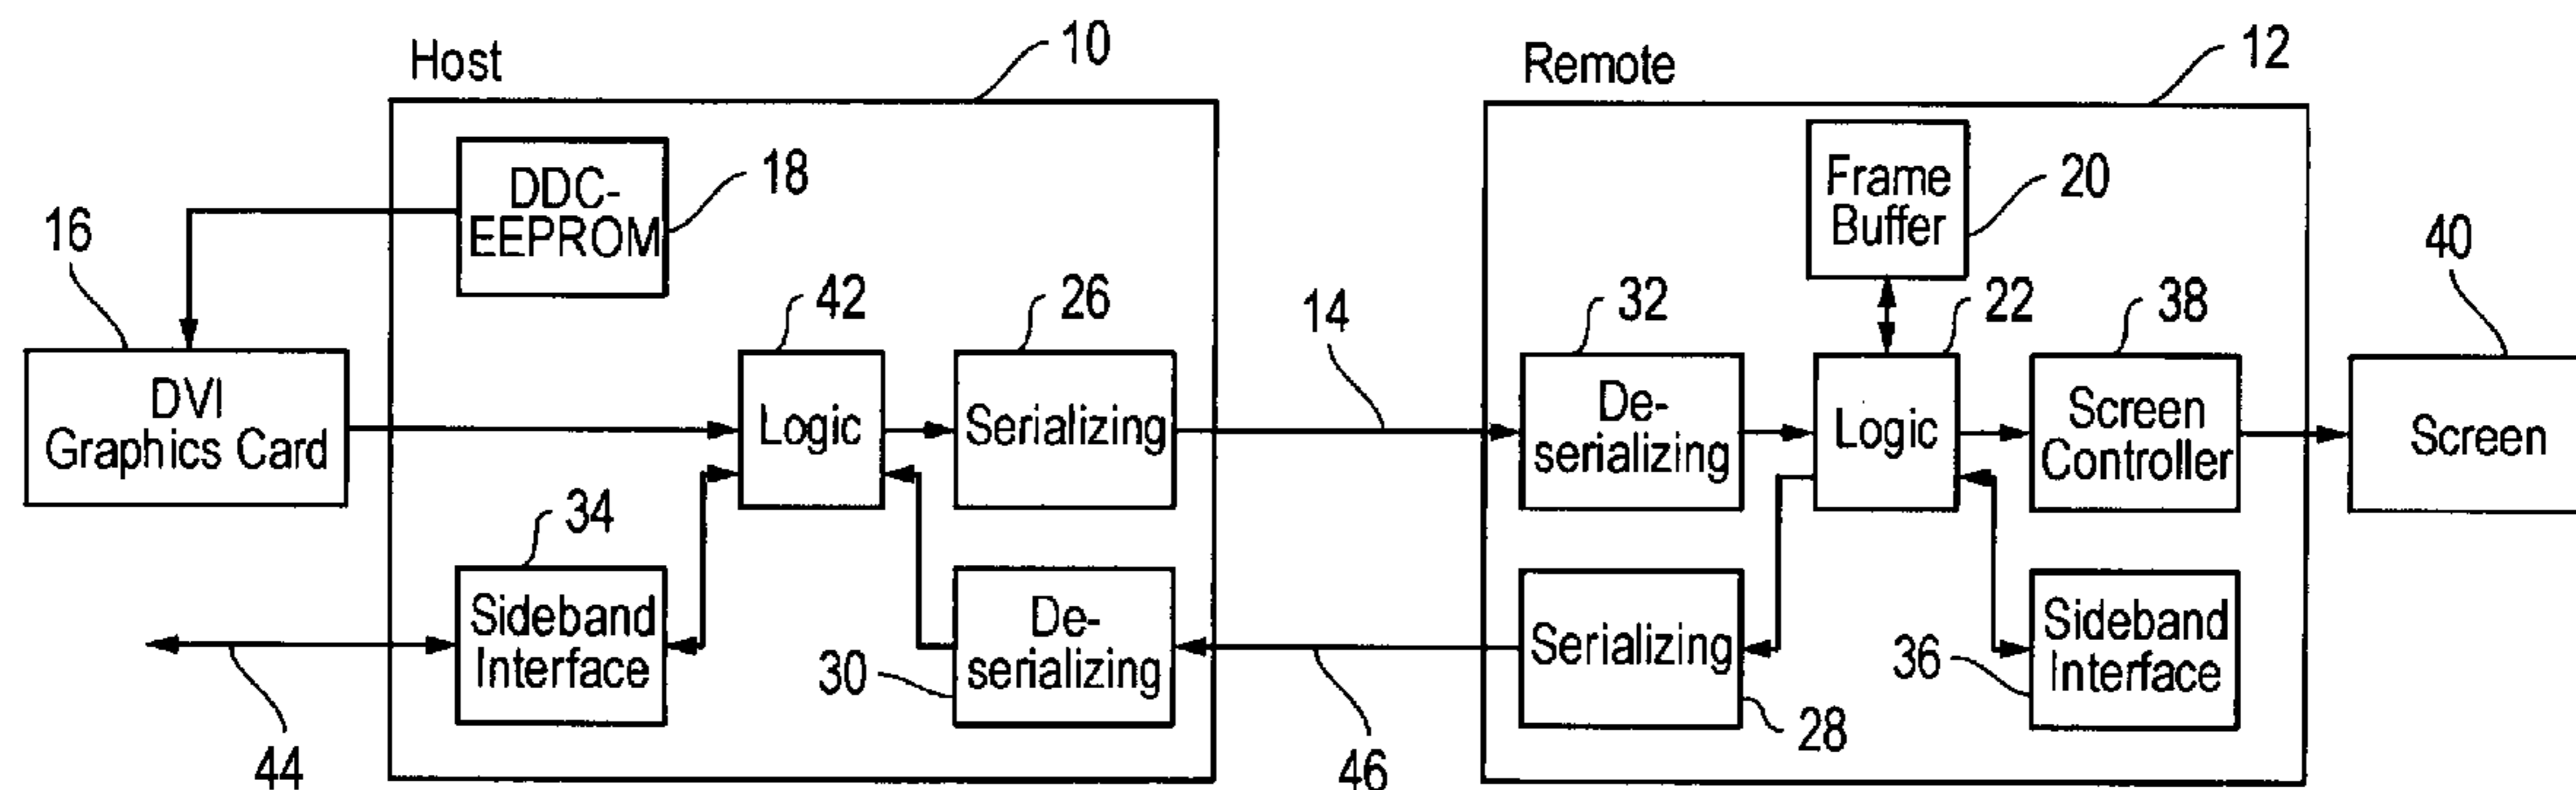 Host
10
Remote
12
DDC-
EEPROM
18
Frame
Buffer
20
16
DVI
Graphics Card
42
Logic
26
Serializing
14
32
De-
serializing
22
Logic
38
Screen
Controller
40
Screen
34
Sideband
Interface
44
30
De-
serializing
46
Serializing
28
36
Sideband
Interface